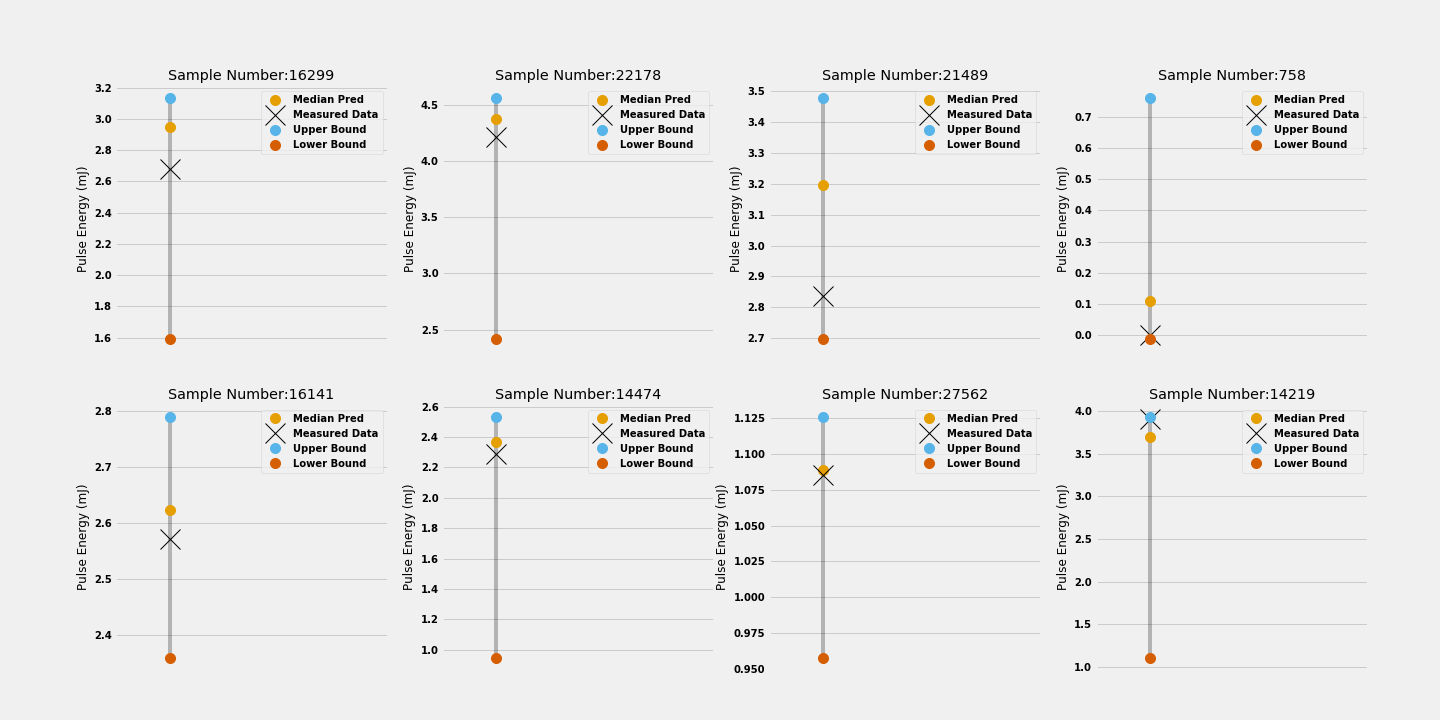 Sample Number:16299
3.2
3.0
2.8
2.6
2.4
2.2
2.0
1.8
1.6
Pulse Energy (mJ)
Median Pred
Measured Data
Upper Bound
Lower Bound
Sample Number:22178
4.5
4.0
3.5
3.0
2.5
Pulse Energy (mJ)
Median Pred
Measured Data
Upper Bound
Lower Bound
Sample Number:21489
3.5
3.4
3.3
3.2
3.1
3.0
2.9
2.8
2.7
Pulse Energy (mJ)
Median Pred
Measured Data
Upper Bound
Lower Bound
Sample Number:758
0.7
0.6
0.5
0.4
0.3
0.2
0.1
0.0
Pulse Energy (mJ)
Median Pred
Measured Data
Upper Bound
Lower Bound
Sample Number:16141
2.8
2.7
2.6
2.5
2.4
Pulse Energy (mJ)
Median Pred
Measured Data
Upper Bound
Lower Bound
Sample Number:14474
2.6
2.4
2.2
2.0
1.8
1.6
1.4
1.2
1.0
Pulse Energy (mJ)
Median Pred
Measured Data
Upper Bound
Lower Bound
Sample Number:27562
1.125
1.100
1.075
1.050
1.025
1.000
0.975
0.950
Pulse Energy (mJ)
Median Pred
Measured Data
Upper Bound
Lower Bound
Sample Number:14219
4.0
3.5
3.0
2.5
2.0
1.5
1.0
Pulse Energy (mJ)
Median Pred
Measured Data
Upper Bound
Lower Bound